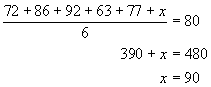 72 + 86 + 92 + 63 + 77 + x
6
= 80
390 + x = 480
x = 90